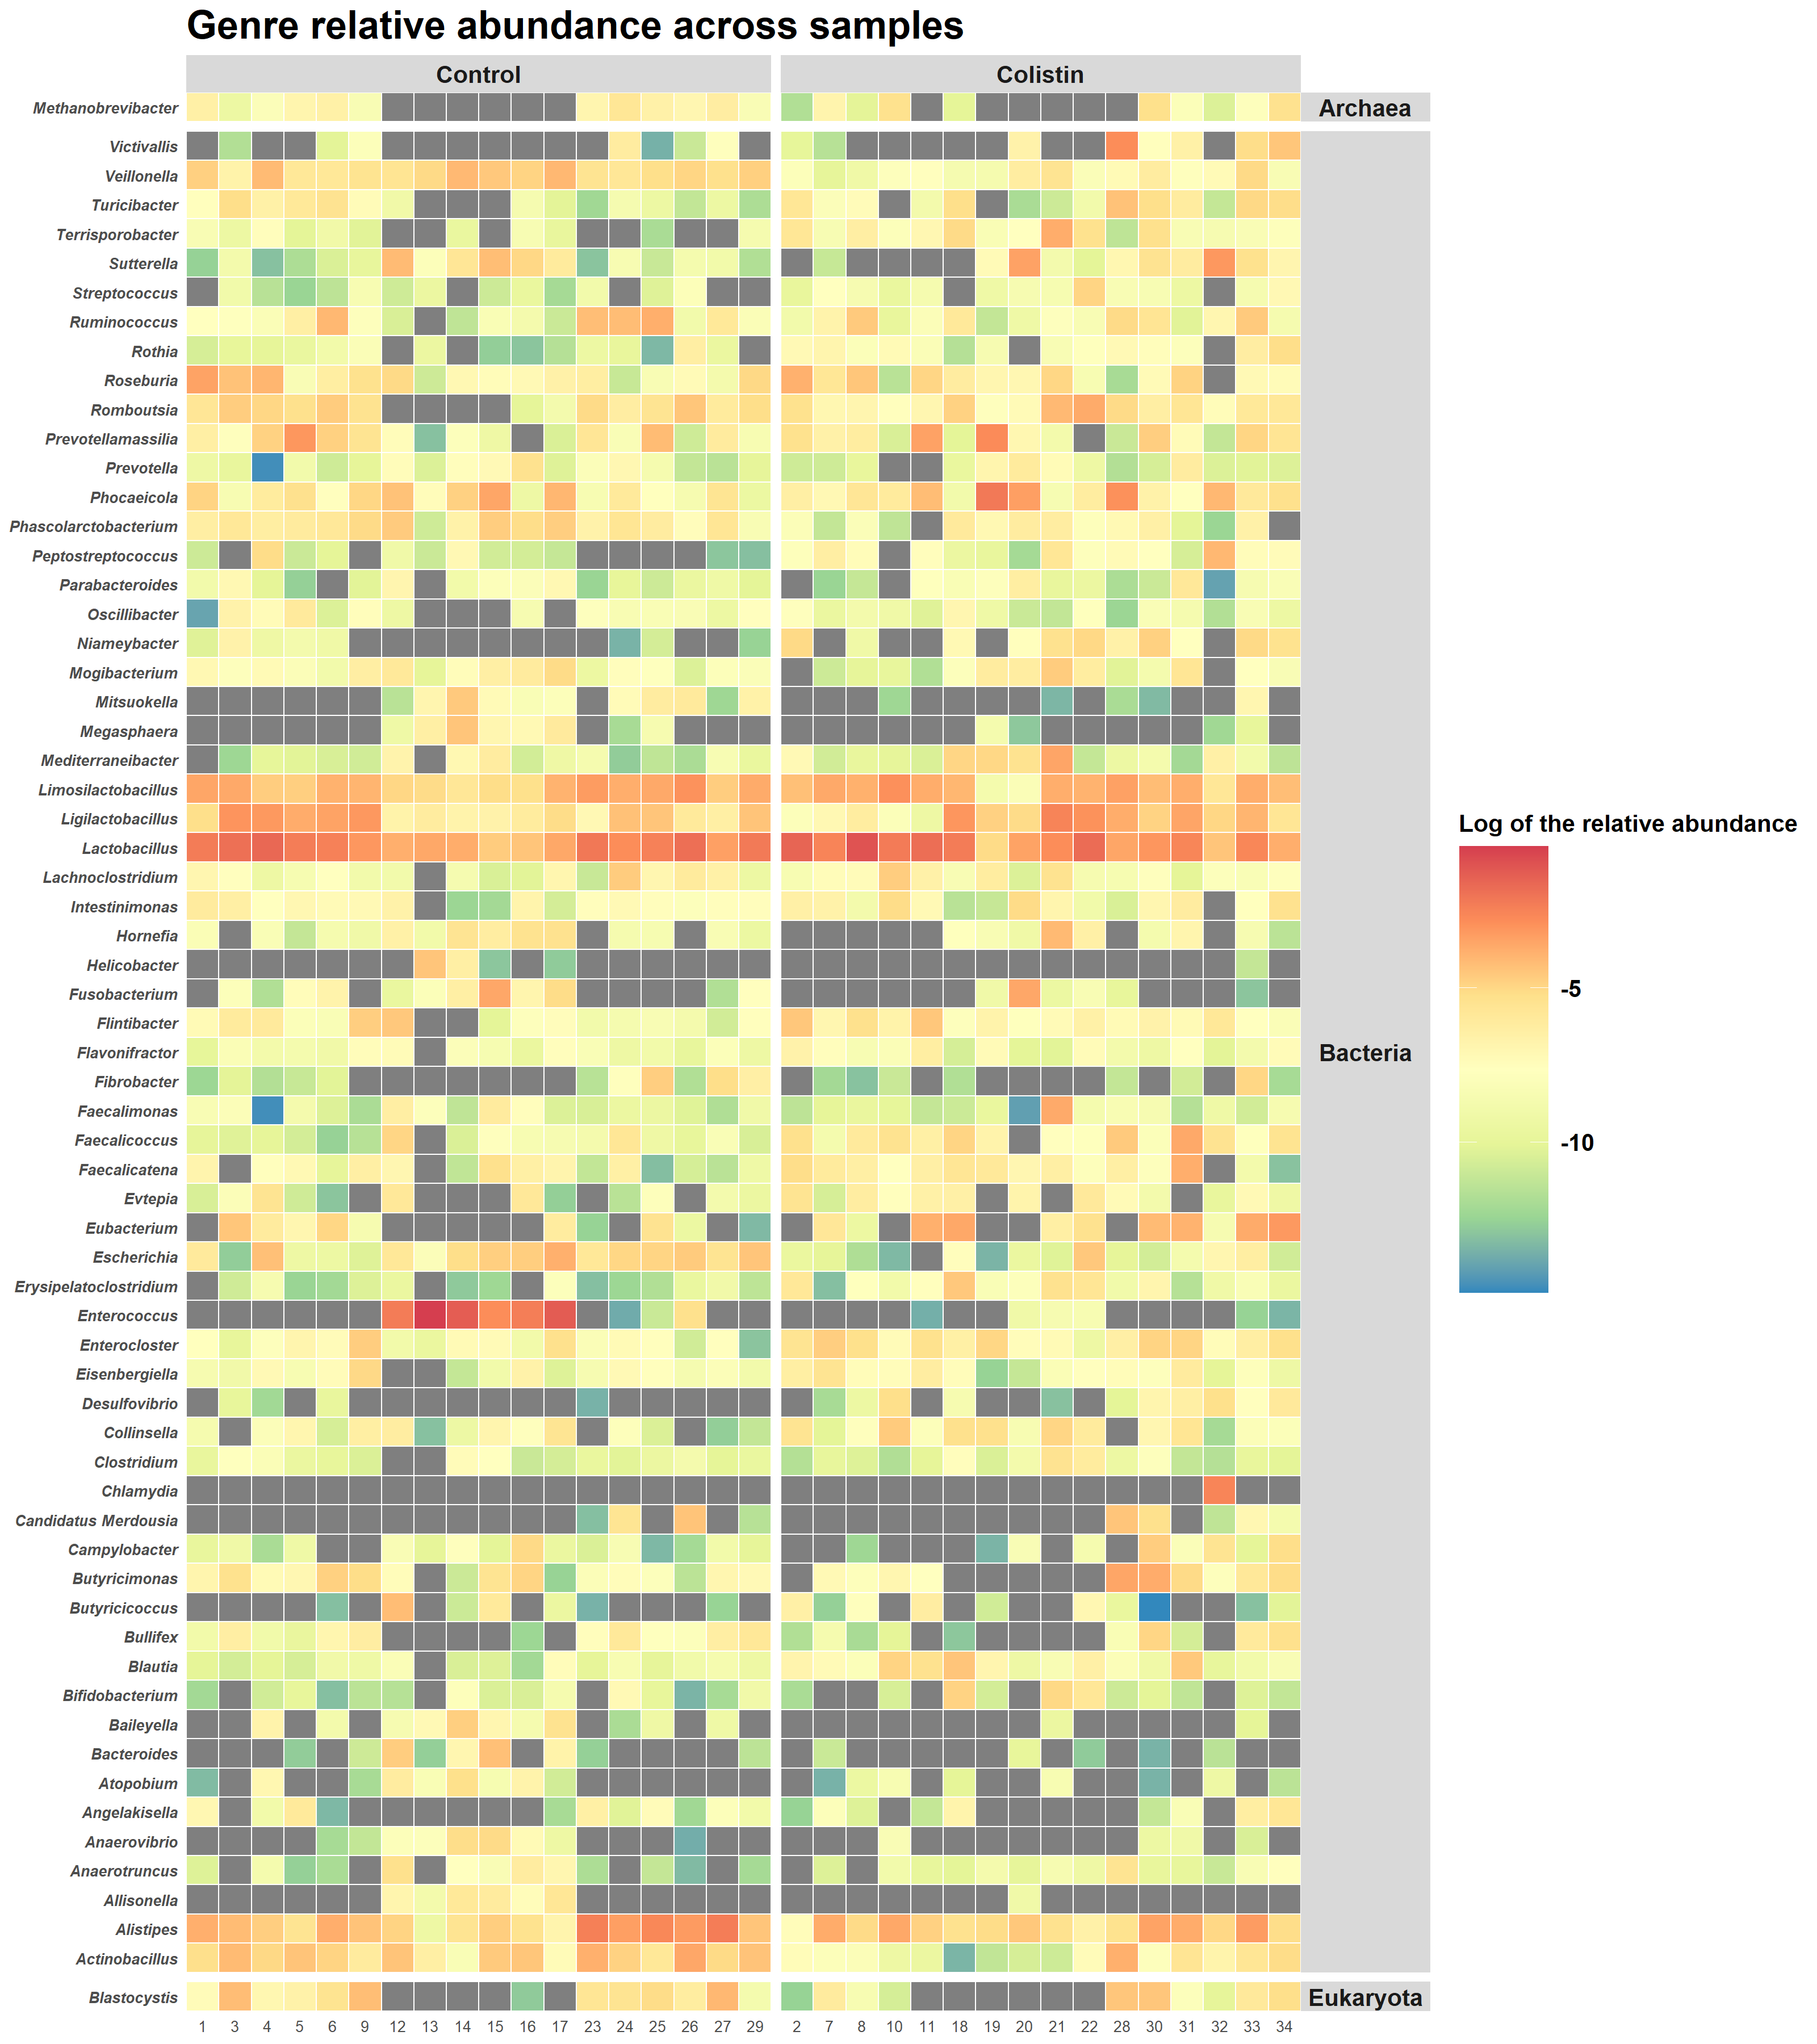 Genre relative abundance across samples
Control
Colistin
Methanobrevibacter
Archaea
Victivallis
Veillonella
Turicibacter
Terrisporobacter
Sutterella
Streptococcus
Ruminococcus
Rothia
Roseburia
Romboutsia
Prevotellamassilia
Prevotella
Phocaeicola
Phascolarctobacterium
Peptostreptococcus
Parabacteroides
Oscillibacter
Niameybacter
Mogibacterium
Mitsuokella
Megasphaera
Mediterraneibacter
Limosilactobacillus
Ligilactobacillus
Lactobacillus
Lachnoclostridium
Intestinimonas
Hornefia
Helicobacter
Fusobacterium
Flintibacter
Flavonifractor
Fibrobacter
Faecalimonas
Faecalicoccus
Faecalicatena
Evtepia
Eubacterium
Escherichia
Erysipelatoclostridium
Enterococcus
Enterocloster
Eisenbergiella
Desulfovibrio
Collinsella
Clostridium
Chlamydia
Candidatus Merdousia
Campylobacter
Butyricimonas
Butyricicoccus
Bullifex
Blautia
Bifidobacterium
Baileyella
Bacteroides
Atopobium
Angelakisella
Anaerovibrio
Anaerotruncus
Allisonella
Alistipes
Actinobacillus
Bacteria
Blastocystis
Eukaryota
1 3 4 5 6 9 12 13 14 15 16 17 23 24 25 26 27 29
2 7 8 10 11 18 19 20 21 22 28 30 31 32 33 34
Log of the relative abundance
-5
-10